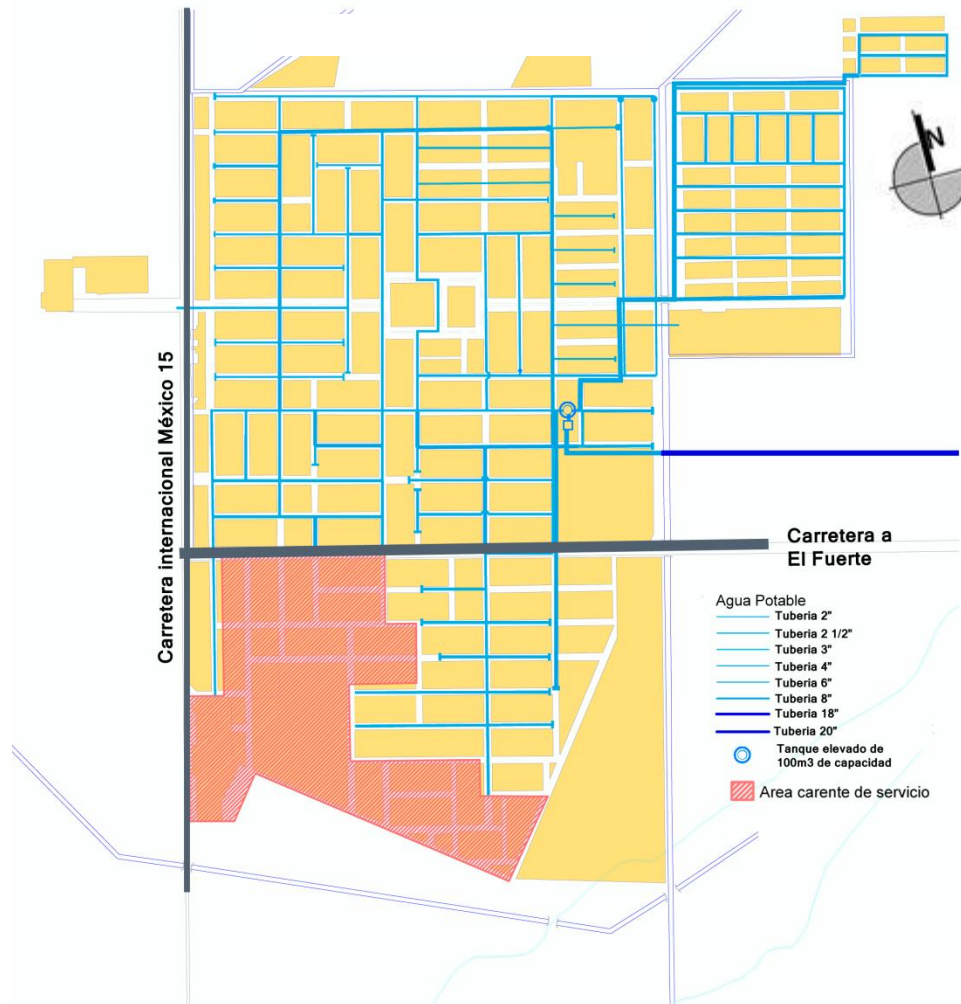 N
Carretera internacional México 15
Carretera a
El Fuerte
Agua Potable
Tuberia 2"
Tuberia 2 1/2"
Tuberia 3"
Tuberia 4"
Tuberia 6"
Tuberia 8"
Tuberia 18"
Tuberia 20"
Tanque elevado de
100m3 de capacidad
Area carente de servicio